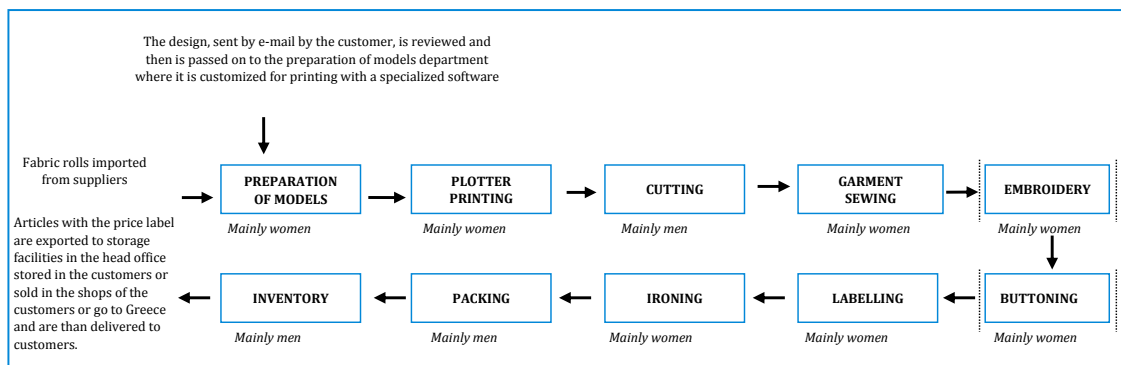 The design, sent by e-mail by the customer, is reviewed and
then is passed on to the preparation of models department
where it is customized for printing with a specialized software
Fabric rolls imported
from suppliers
PREPARATION
OF MODELS
Mainly women
PLOTTER
PRINTING
Mainly women
CUTTING
Mainly men
GARMENT
SEWING
Mainly women
EMBROIDERY
Mainly women
Articles with the price label
are exported to storage
facilities in the head office
stored in the customers or
sold in the shops of the
customers or go to Greece
and are than delivered to
customers.
INVENTORY
Mainly men
PACKING
Mainly men
IRONING
Mainly women
LABELLING
Mainly women
BUTTONING
Mainly women